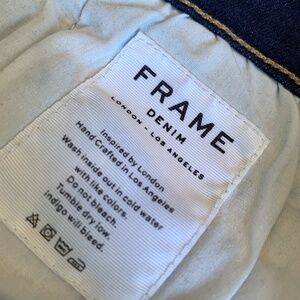 FRAME
DENIM
LONDON - LOS ANGELES
Inspired by London
Hand Crafted in Los Angeles
Wash inside out in cold water
with like colors.
Do not bleach.
Tumble dry low.
indigo will bleed.